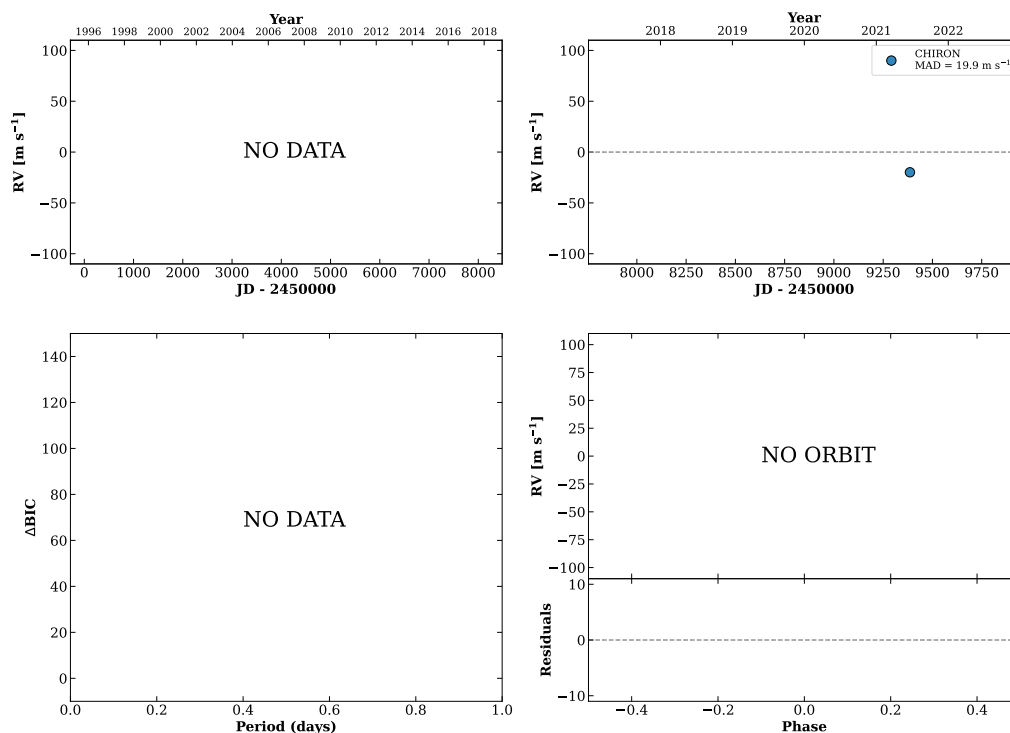 Year
1996 1998 2000 2002 2004 2006 2008 2010 2012 2014 2016 2018
100
50
0
−50
−100
RV [m s⁻¹]
NO DATA
0 1000 2000 3000 4000 5000 6000 7000 8000
JD - 2450000
Year
2018 2019 2020 2021 2022
CHIRON
MAD = 19.9 m s⁻¹
100
50
0
−50
−100
RV [m s⁻¹]
8000 8250 8500 8750 9000 9250 9500 9750
JD - 2450000
140
120
100
80
60
40
20
0
ΔBIC
NO DATA
0.0 0.2 0.4 0.6 0.8 1.0
Period (days)
100
75
50
25
0
−25
−50
−75
−100
RV [m s⁻¹]
NO ORBIT
10
0
−10
Residuals
−0.4 −0.2 0.0 0.2 0.4
Phase